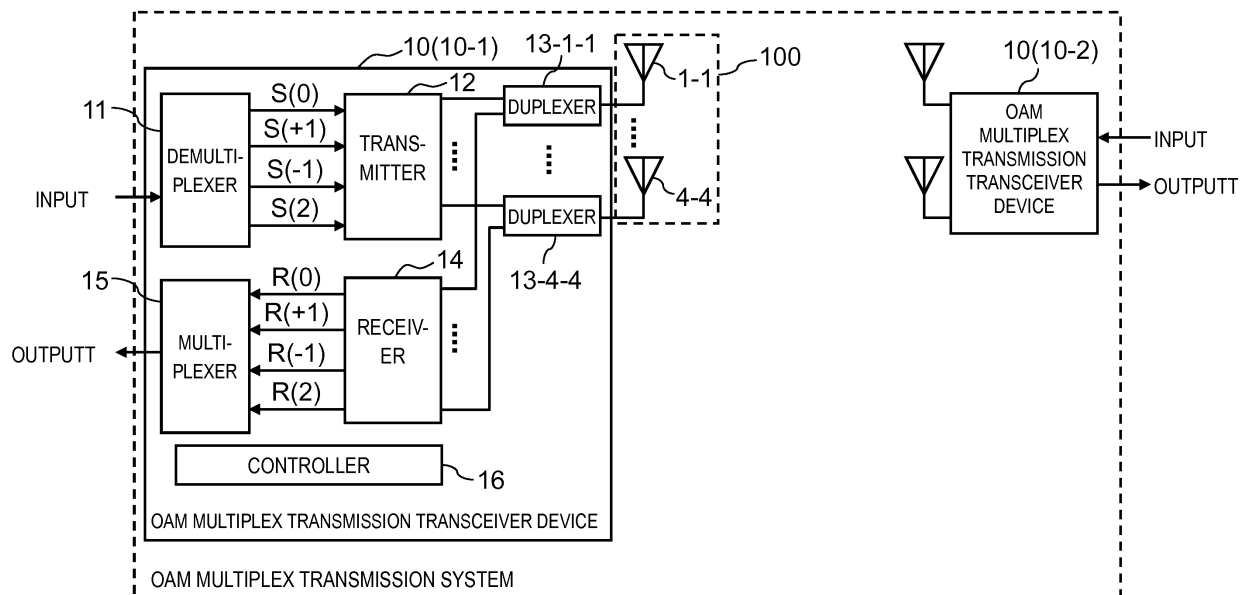 10(10-1)
13-1-1
100
10(10-2)
11
S(0)
12
DUPLEXER
1-1
OAM
MULTIPLEX
TRANSMISSION
TRANSCEIVER
DEVICE
S(+1)
TRANS-
MITTER
INPUT
DEMULTI-
PLEXER
S(-1)
INPUT
S(2)
DUPLEXER
4-4
OUTPUTT
15
R(0)
14
13-4-4
R(+1)
RECEIV-
ER
OUTPUTT
MULTI-
PLEXER
R(-1)
R(2)
CONTROLLER
16
OAM MULTIPLEX TRANSMISSION TRANSCEIVER DEVICE
OAM MULTIPLEX TRANSMISSION SYSTEM